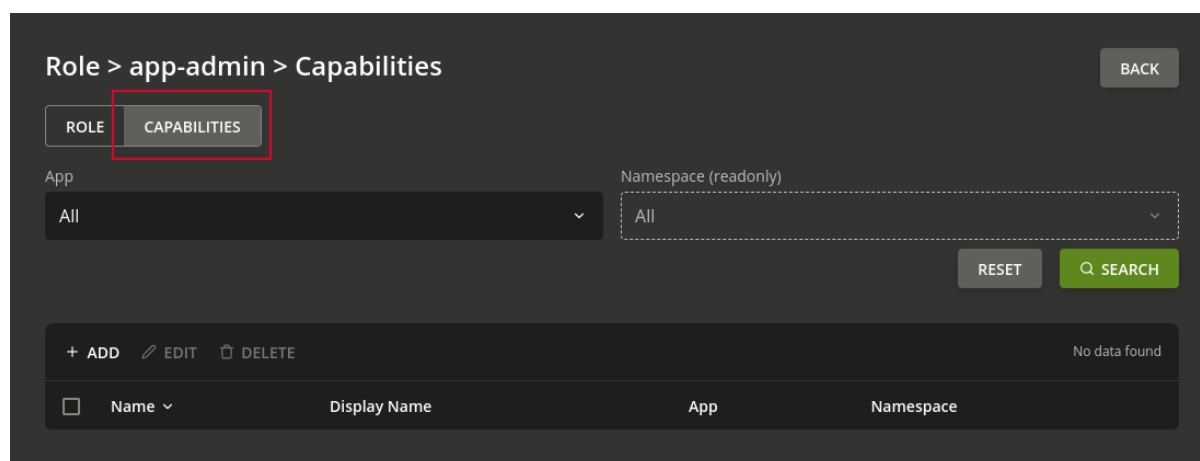 Role > app-admin > Capabilities
BACK
ROLE CAPABILITIES
App Namespace (readonly)
All All
RESET SEARCH
+ ADD EDIT DELETE No data found
Name Display Name App Namespace